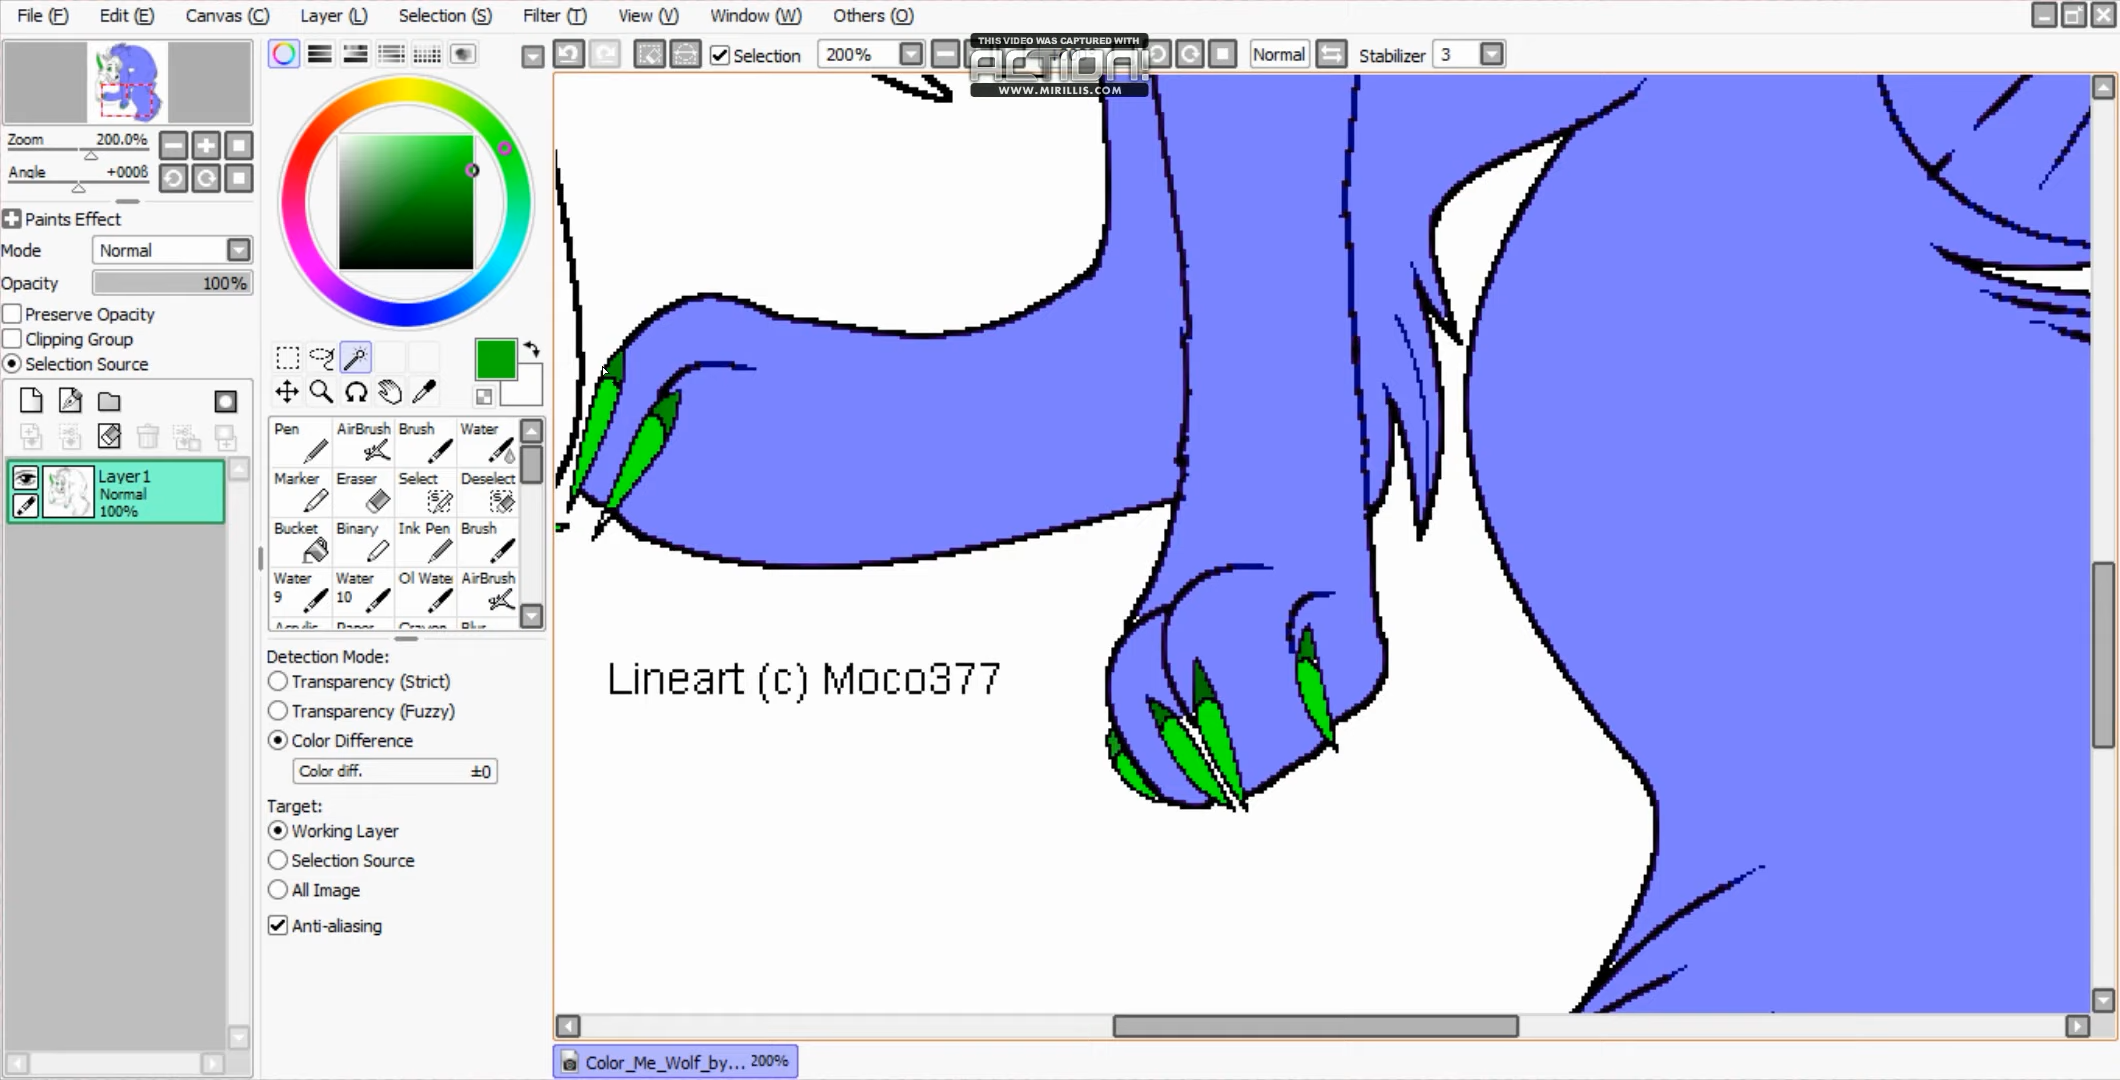 File (F) Edit (E) Canvas (C) Layer (L) Selection (S) Filter (T) View (V) Window (W) Others (O)
Selection 200% Normal Stabilizer 3
THIS VIDEO WAS CAPTURED WITH
ACTION!
WWW.MIRILLIS.COM
Zoom 200.0%
Angle +000ß
Paints Effect
Mode Normal
Opacity 100%
Preserve Opacity
Clipping Group
Selection Source
Layer1
Normal
100%
Pen AirBrush Brush Water
Marker Eraser Select Deselect
Bucket Binary Ink Pen Brush
Water 9 Water 10 Ol Wate AirBrush
Detection Mode:
Transparency (Strict)
Transparency (Fuzzy)
Color Difference
Color diff. ±0
Target:
Working Layer
Selection Source
All Image
Anti-aliasing
Lineart (c) Moco377
Color_Me_Wolf_by... 200%